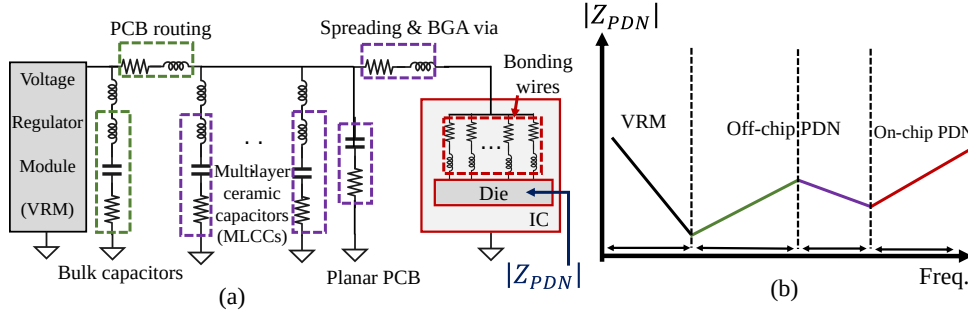 PCB routing
Spreading & BGA via
Voltage
Regulator
Module
(VRM)
Bonding
wires
. .
...
Multilayer
ceramic
capacitors
(MLCCs)
Die
IC
Bulk capacitors
Planar PCB
|Z_PDN|
(a)
|Z_PDN|
VRM
Off-chip PDN
On-chip PDN
Freq.
(b)